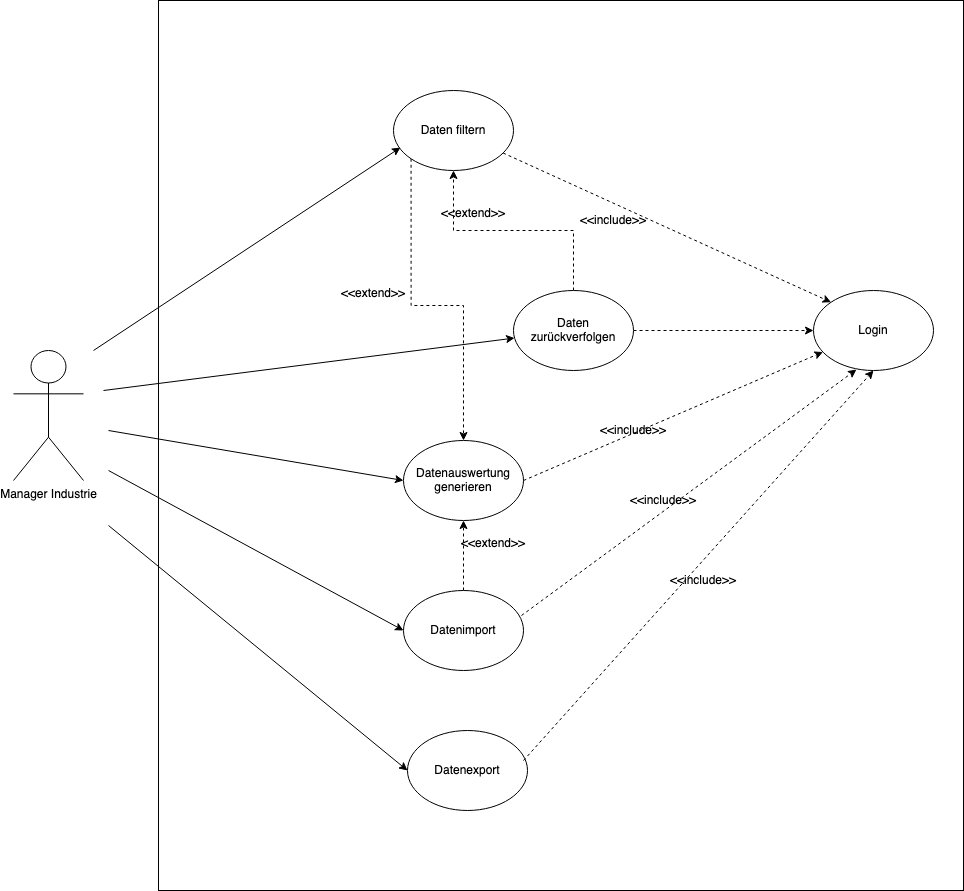 Daten filtern
<<extend>>
<<include>>
<<extend>>
Daten
zurückverfolgen
Login
<<include>>
Datenauswertung
generieren
Manager Industrie
<<include>>
<<extend>>
<<include>>
Datenimport
Datenexport